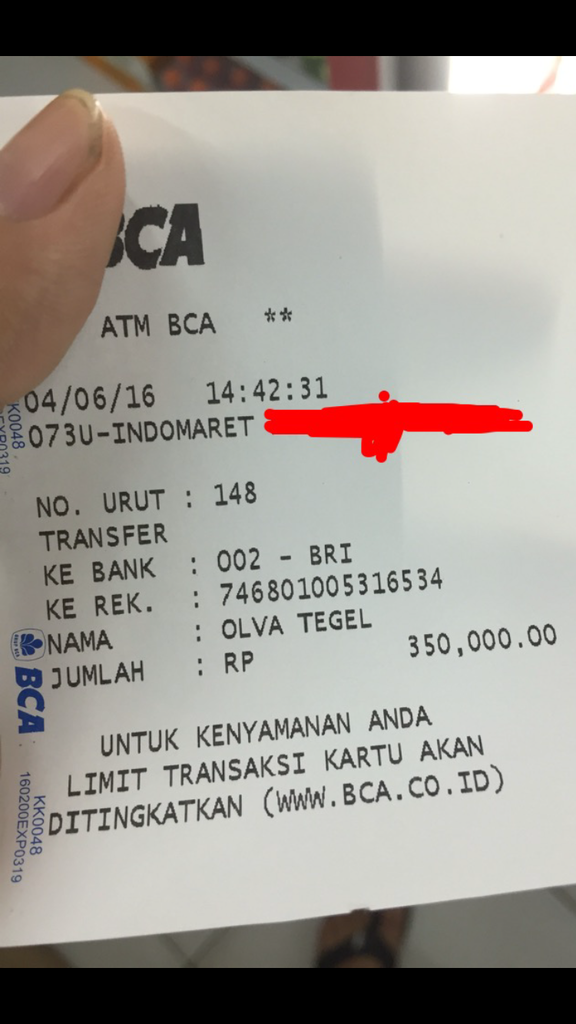 BCA
ATM BCA **
04/06/16 14:42:31
073U-INDOMARET
NO. URUT : 148
TRANSFER
KE BANK : 002 - BRI
KE REK. : 746801005316534
NAMA : OLVA TEGEL
JUMLAH : RP 350,000.00
UNTUK KENYAMANAN ANDA
LIMIT TRANSAKSI KARTU AKAN
DITINGKATKAN (WWW.BCA.CO.ID)
KK0048
EXP0319
BCA
KK0048
160200EXP0319